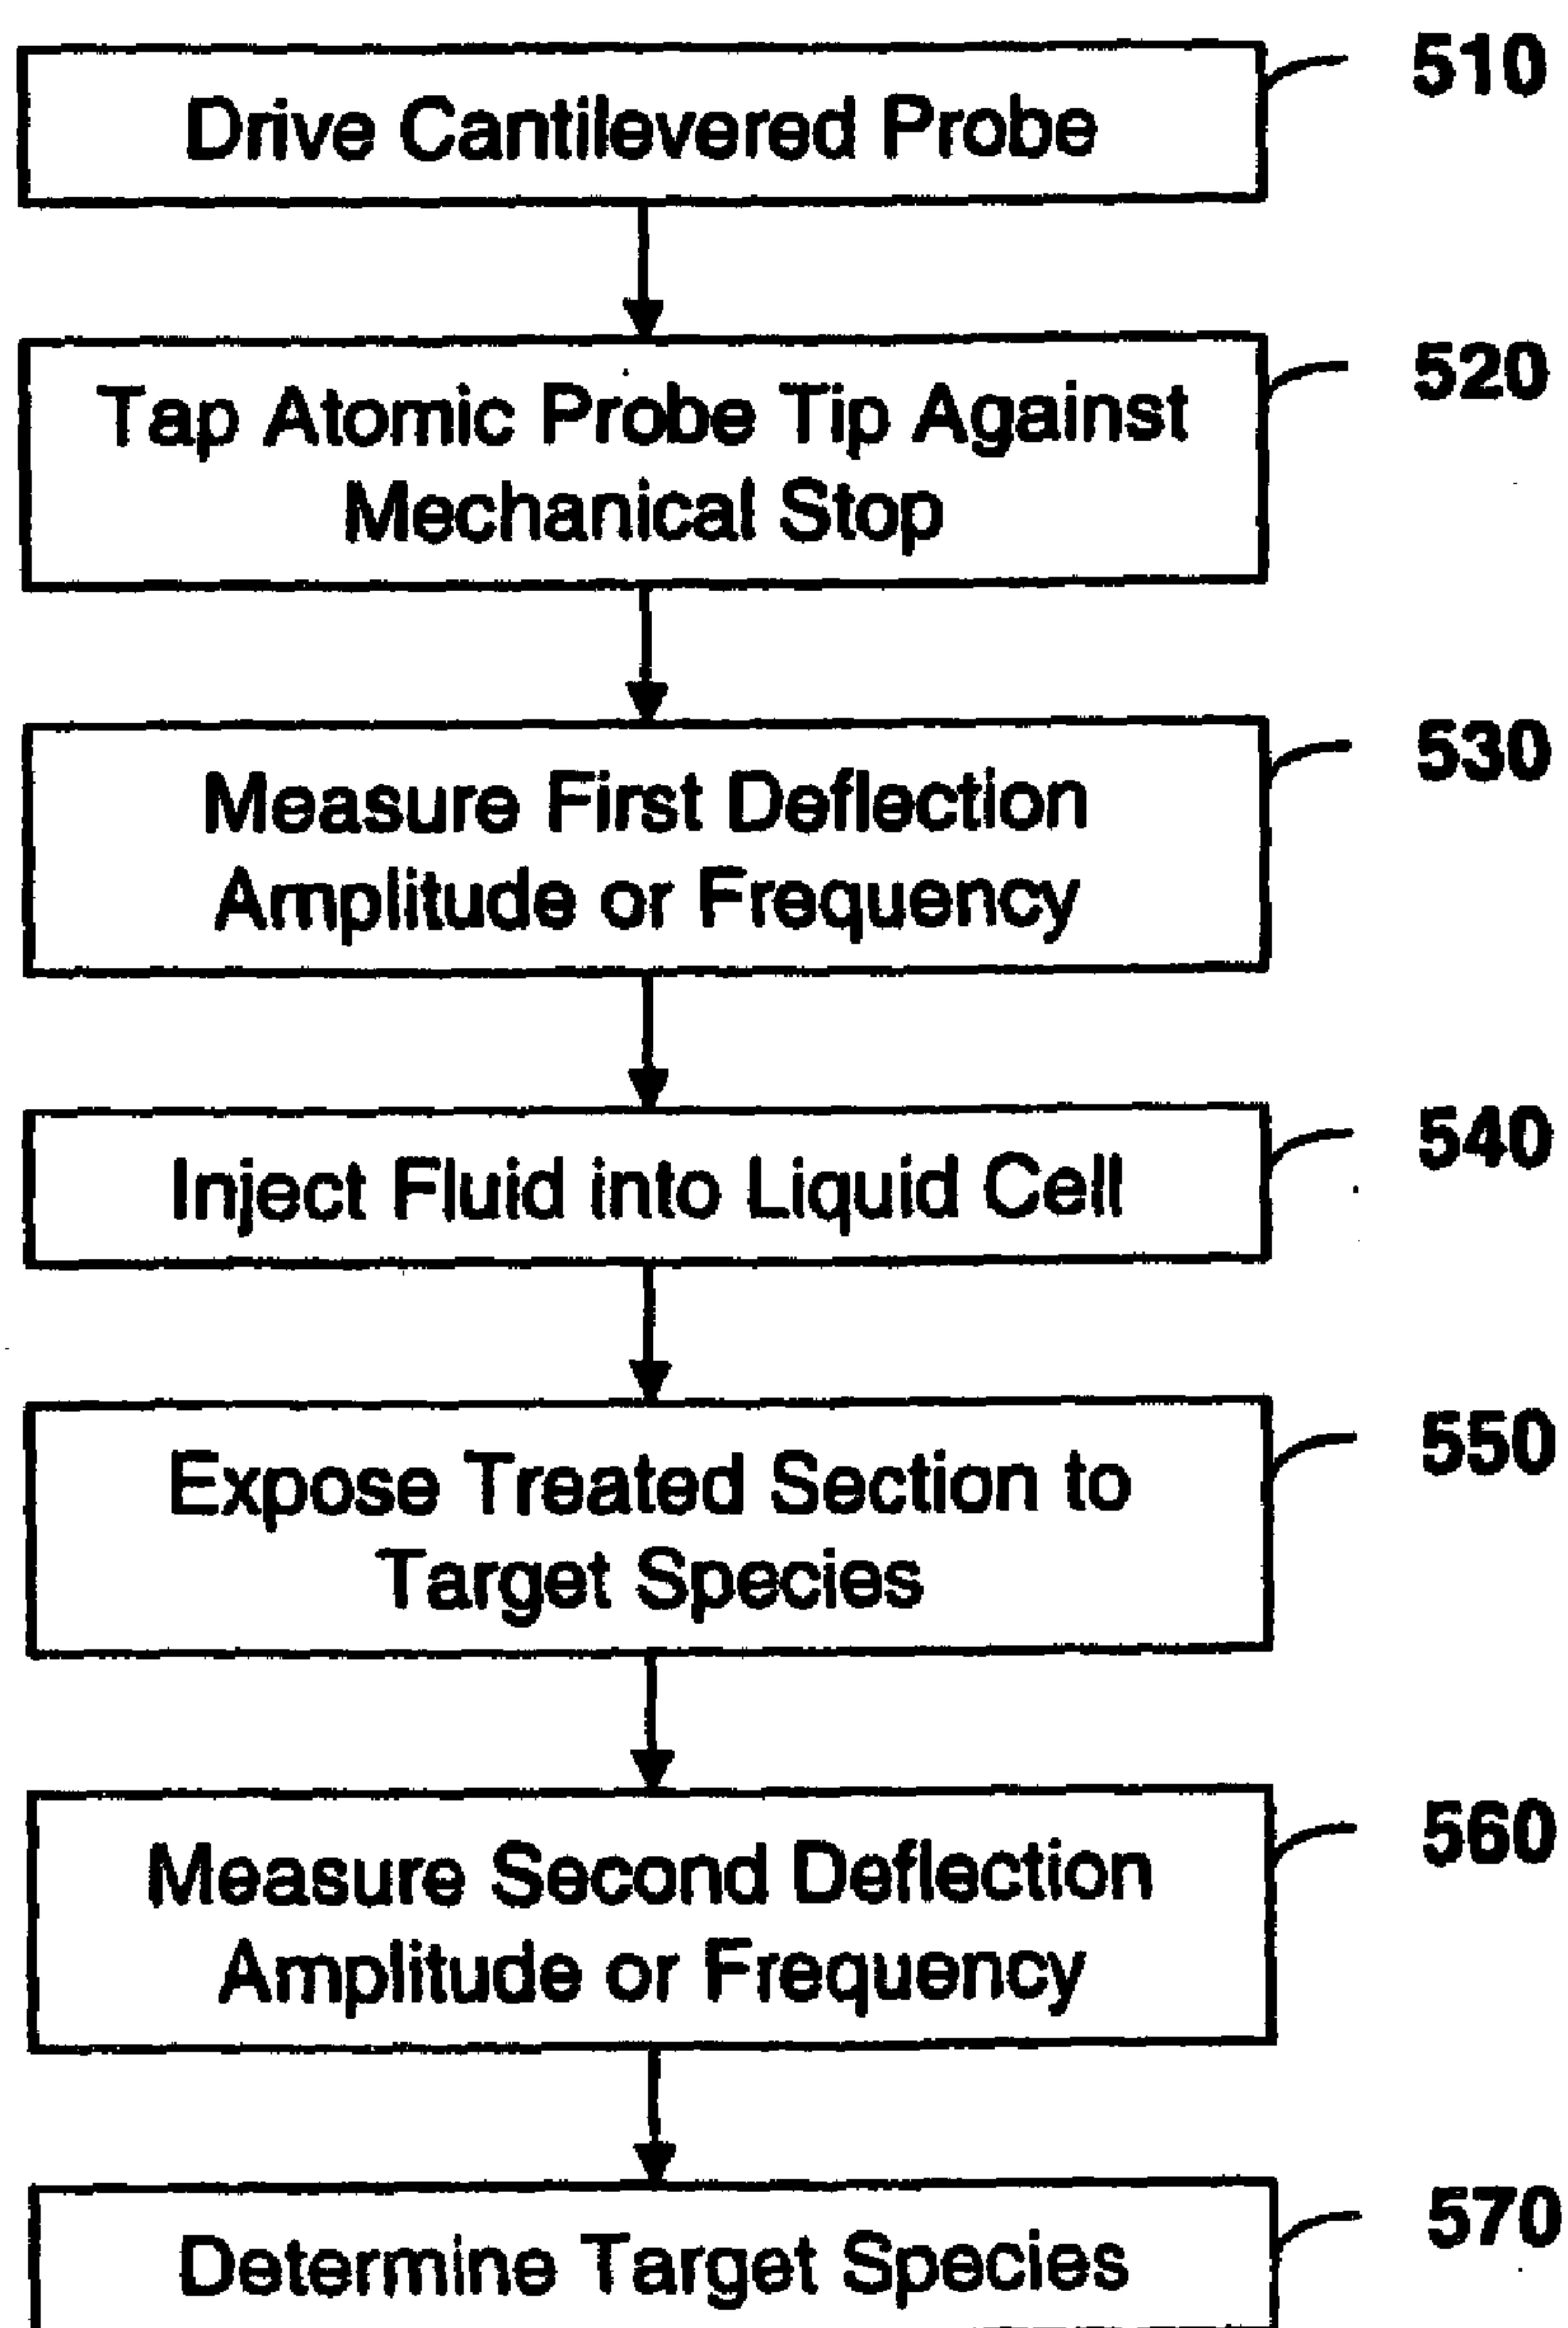 Drive Cantilevered Probe
510
Tap Atomic Probe Tip Against
Mechanical Stop
520
Measure First Deflection
Amplitude or Frequency
530
Inject Fluid into Liquid Cell
540
Expose Treated Section to
Target Species
550
Measure Second Deflection
Amplitude or Frequency
560
Determine Target Species
570